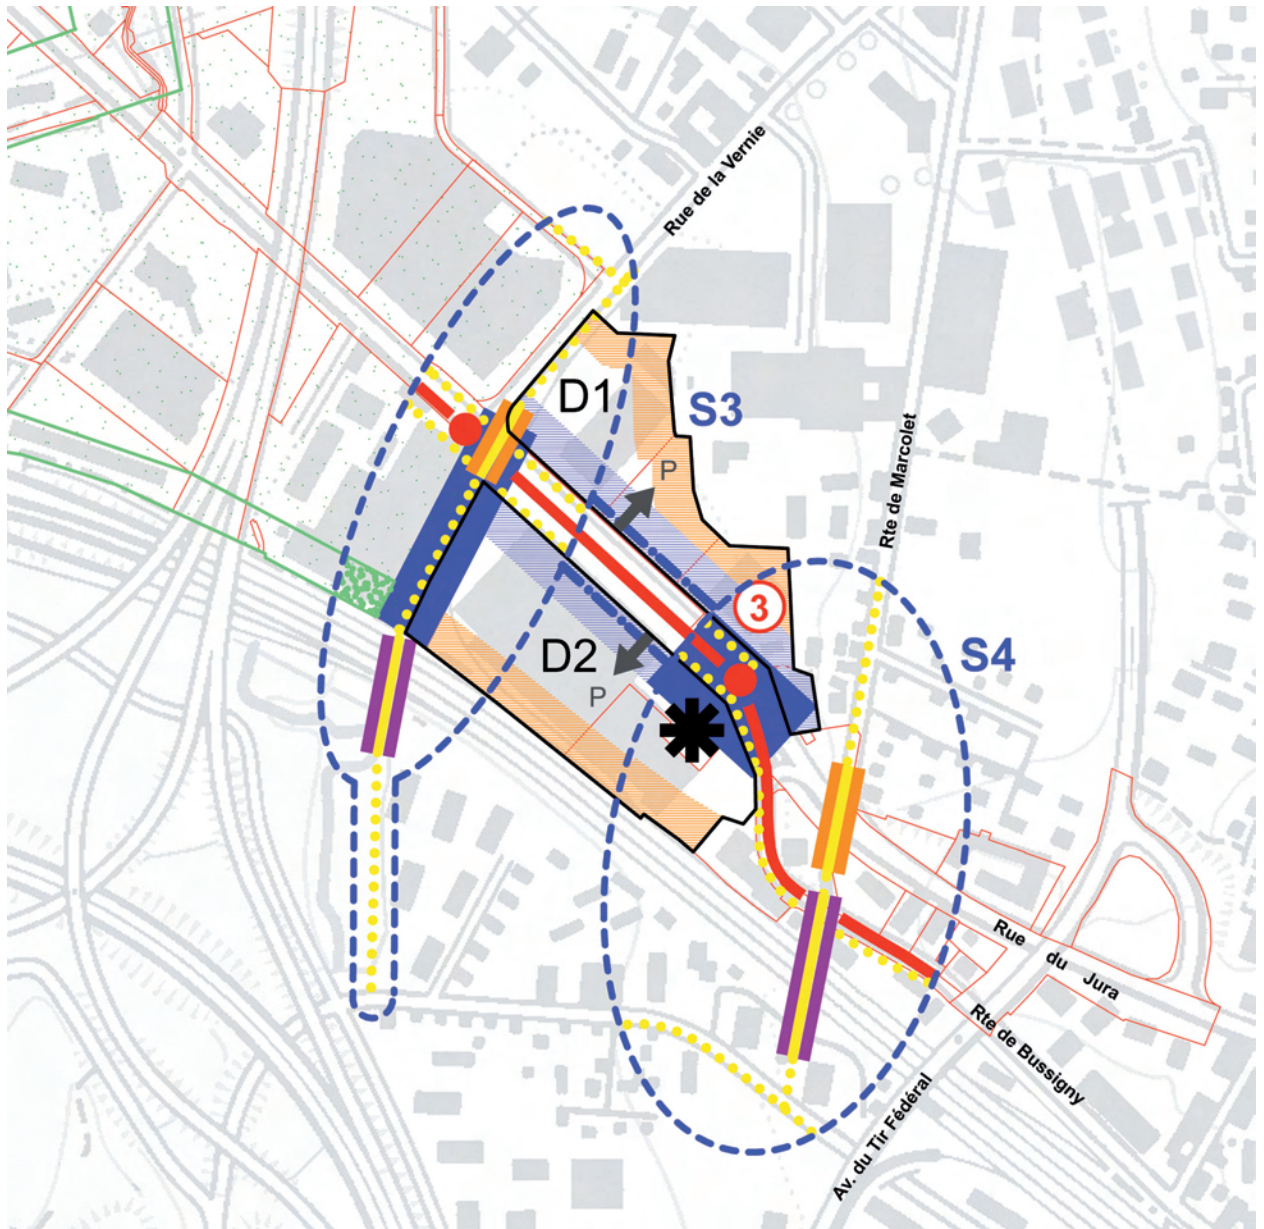 Rue de la Vernie
D1
S3
P
Rte de Marcolet
3
D2
P
S4
Rue du Jura
Rte de Bussigny
Av. du Tir Fédéral